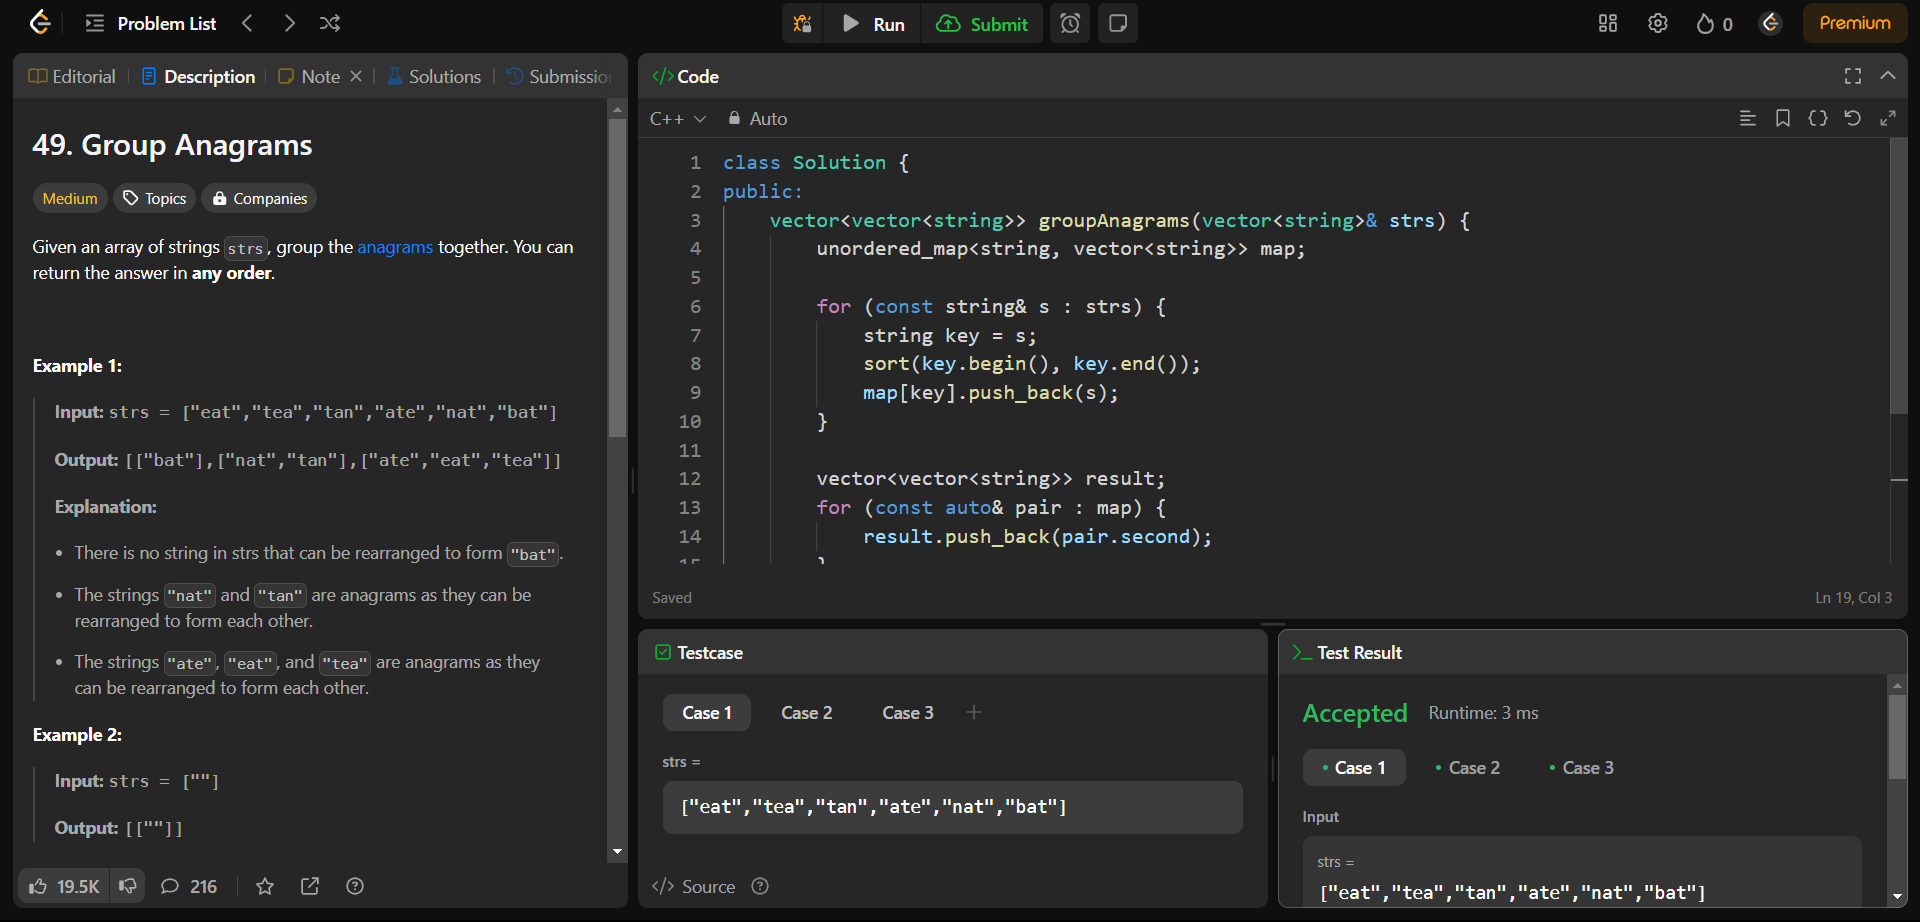 Problem List
Run
Submit
0
Premium
Editorial
Description
Note
Solutions
Submissio
49. Group Anagrams
Medium
Topics
Companies
Given an array of strings strs, group the anagrams together. You can
return the answer in any order.
Example 1:
Input: strs = ["eat","tea","tan","ate","nat","bat"]
Output: [["bat"],["nat","tan"],["ate","eat","tea"]]
Explanation:
• There is no string in strs that can be rearranged to form "bat".
• The strings "nat" and "tan" are anagrams as they can be
rearranged to form each other.
• The strings "ate", "eat", and "tea" are anagrams as they
can be rearranged to form each other.
Example 2:
Input: strs = [""]
Output: [[""]]
19.5K
216
</>Code
C++
Auto
1 class Solution {
2 public:
3 vector<vector<string>> groupAnagrams(vector<string>& strs) {
4 unordered_map<string, vector<string>> map;
5
6 for (const string& s : strs) {
7 string key = s;
8 sort(key.begin(), key.end());
9 map[key].push_back(s);
10 }
11
12 vector<vector<string>> result;
13 for (const auto& pair : map) {
14 result.push_back(pair.second);
15 }
Saved
Ln 19, Col 3
Testcase
Case 1
Case 2
Case 3
+
strs =
["eat","tea","tan","ate","nat","bat"]
</> Source
Test Result
Accepted
Runtime: 3 ms
• Case 1
• Case 2
• Case 3
Input
strs =
["eat","tea","tan","ate","nat","bat"]